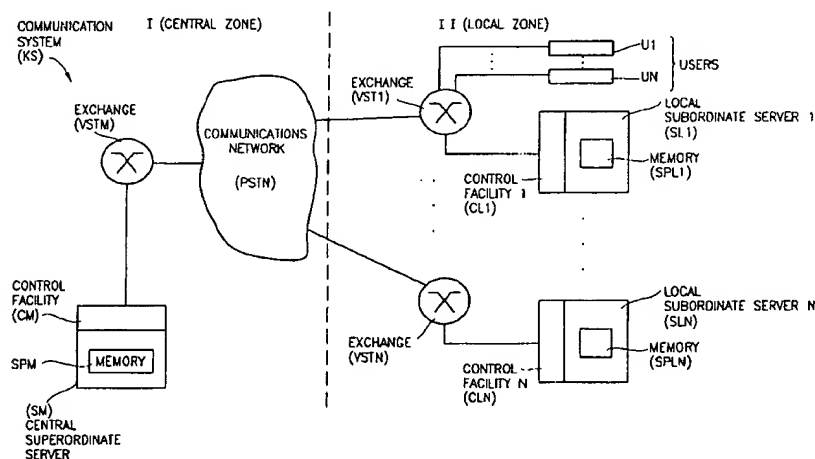 COMMUNICATION
SYSTEM
(KS)
I (CENTRAL ZONE)
II (LOCAL ZONE)
EXCHANGE
(VSTM)
COMMUNICATIONS
NETWORK
(PSTN)
CONTROL
FACILITY
(CM)
SPM
MEMORY
(SM)
CENTRAL
SUPERORDINATE
SERVER
EXCHANGE
(VST1)
U1
UN
USERS
LOCAL
SUBORDINATE SERVER 1
(SL1)
MEMORY
(SPL1)
CONTROL
FACILITY 1
(CL1)
EXCHANGE
(VSTN)
LOCAL
SUBORDINATE SERVER N
(SLN)
MEMORY
(SPLN)
CONTROL
FACILITY N
(CLN)